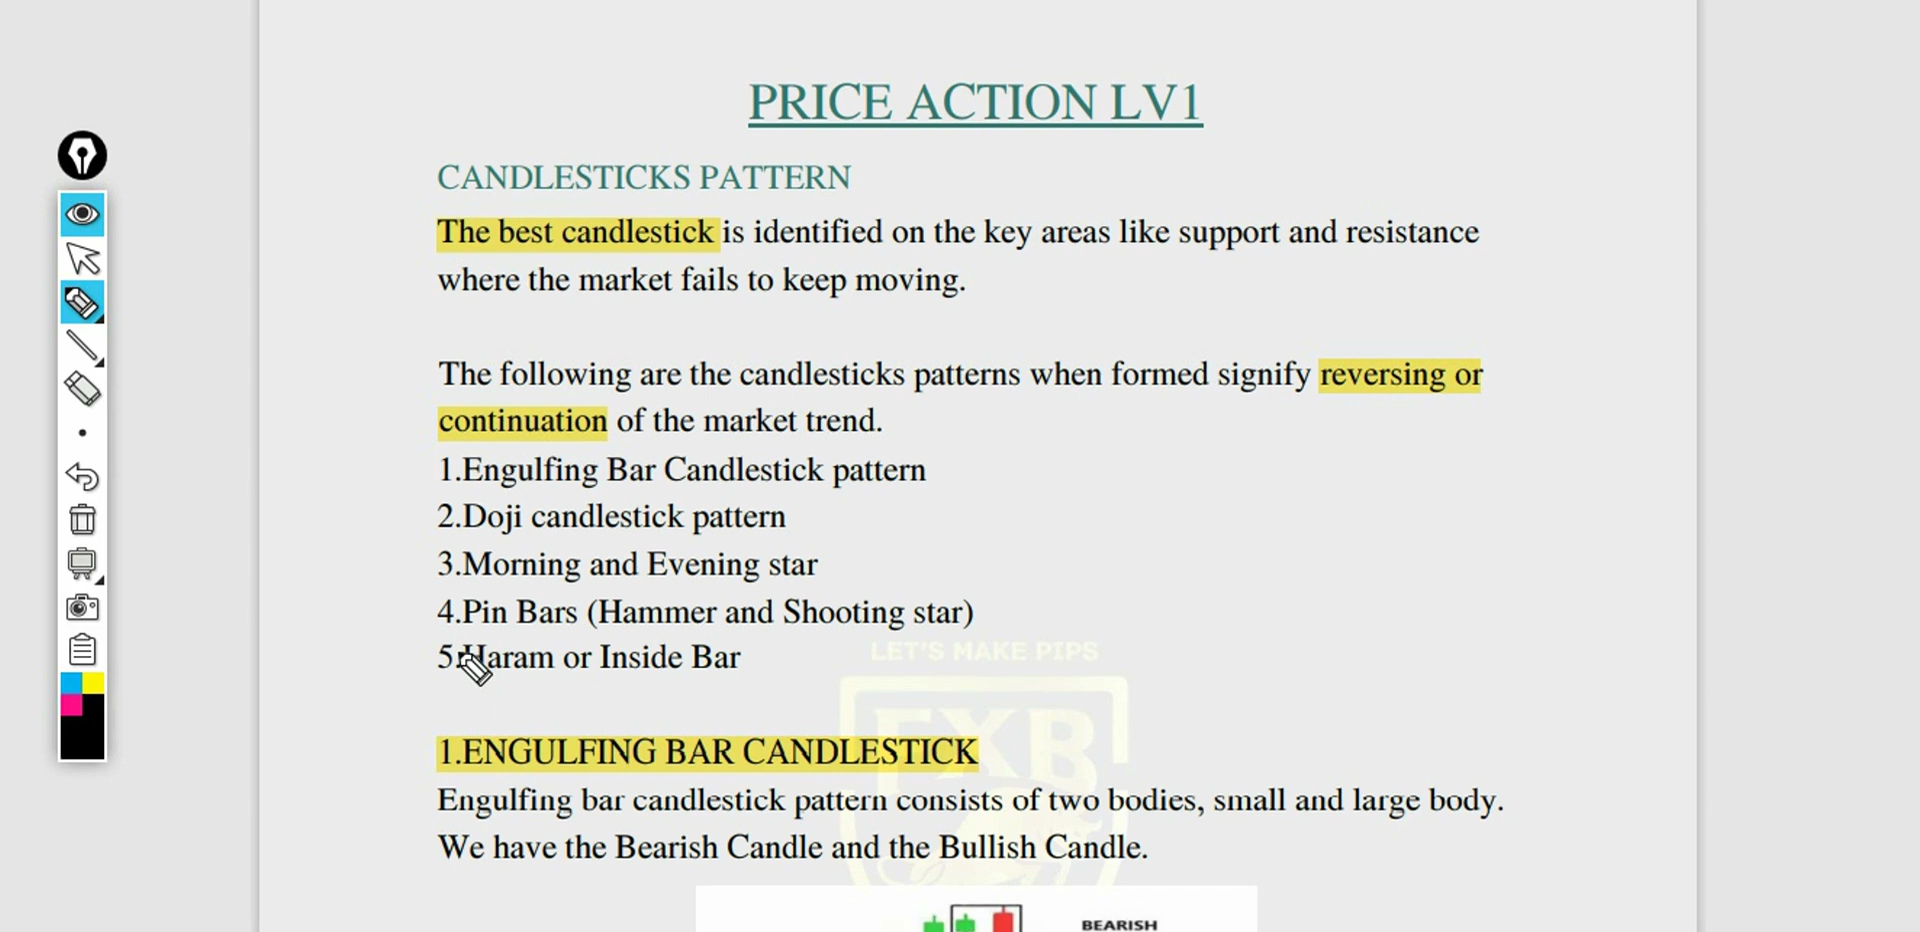 PRICE ACTION LV1
CANDLESTICKS PATTERN
The best candlestick is identified on the key areas like support and resistance
where the market fails to keep moving.
The following are the candlesticks patterns when formed signify reversing or
continuation of the market trend.
1.Engulfing Bar Candlestick pattern
2.Doji candlestick pattern
3.Morning and Evening star
4.Pin Bars (Hammer and Shooting star)
5.Haram or Inside Bar
LET'S MAKE PIPS
FXB
1.ENGULFING BAR CANDLESTICK
Engulfing bar candlestick pattern consists of two bodies, small and large body.
We have the Bearish Candle and the Bullish Candle.
BEARISH